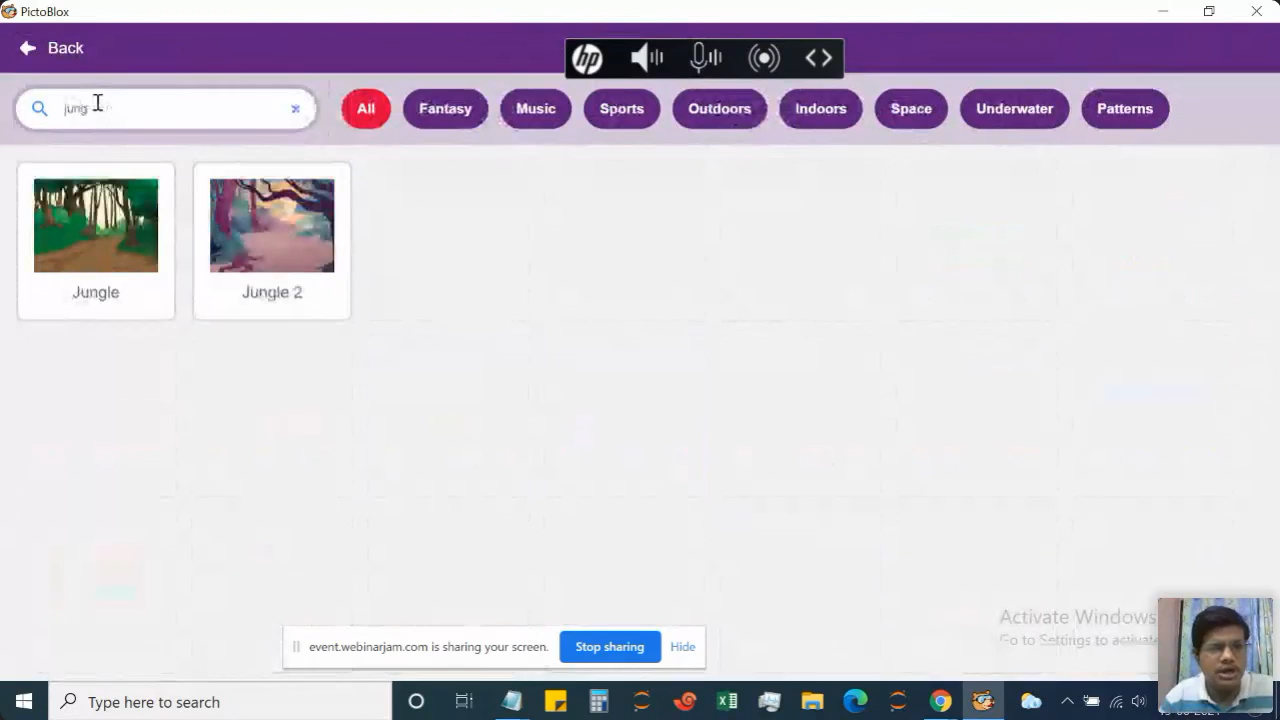 PictoBlox
Back
hp
jung
All
Fantasy
Music
Sports
Outdoors
Indoors
Space
Underwater
Patterns
Jungle
Jungle 2
Activate Windows
Go to Settings to activate
event.webinarjam.com is sharing your screen.
Stop sharing
Hide
Type here to search